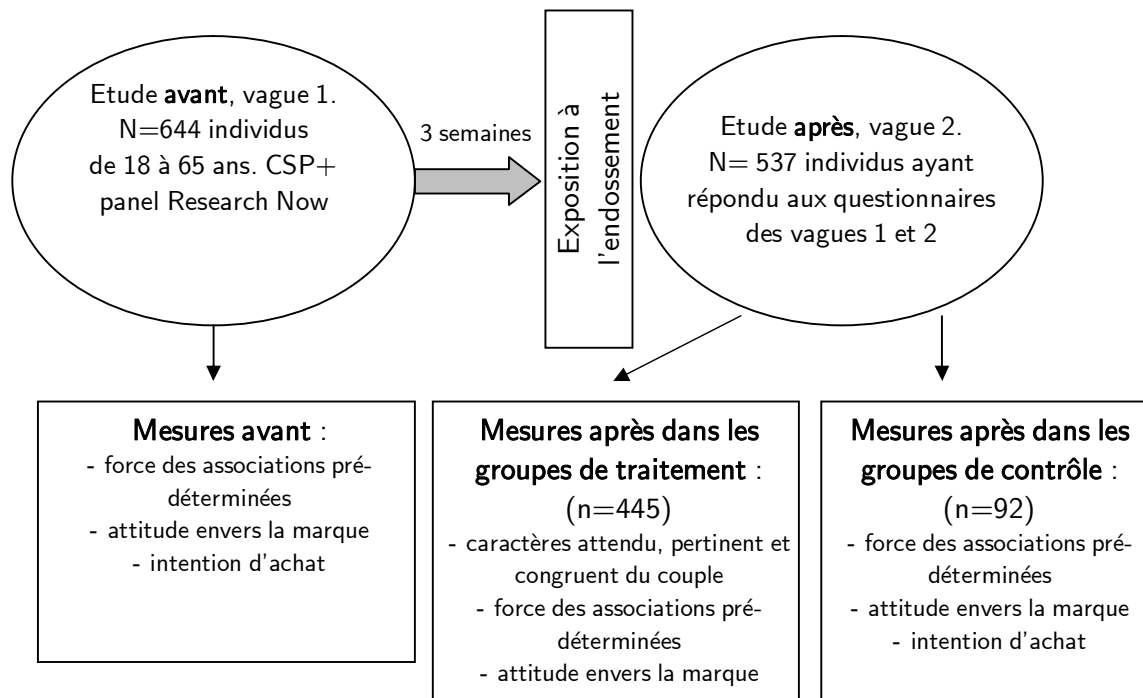 Etude avant, vague 1.
N=644 individus
de 18 à 65 ans. CSP+
panel Research Now
3 semaines
Exposition à
l'endossement
Etude après, vague 2.
N= 537 individus ayant
répondu aux questionnaires
des vagues 1 et 2
Mesures avant :
- force des associations pré-
déterminées
- attitude envers la marque
- intention d'achat
Mesures après dans les
groupes de traitement :
(n=445)
- caractères attendu, pertinent et
congruent du couple
- force des associations pré-
déterminées
- attitude envers la marque
Mesures après dans les
groupes de contrôle :
(n=92)
- force des associations pré-
déterminées
- attitude envers la marque
- intention d'achat